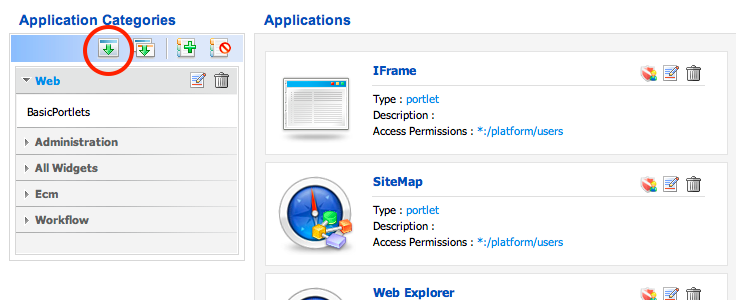 Application Categories
Web
BasicPortlets
Administration
All Widgets
Ecm
Workflow
Applications
IFrame
Type : portlet
Description :
Access Permissions : *:/platform/users
SiteMap
Type : portlet
Description :
Access Permissions : *:/platform/users
Web Explorer